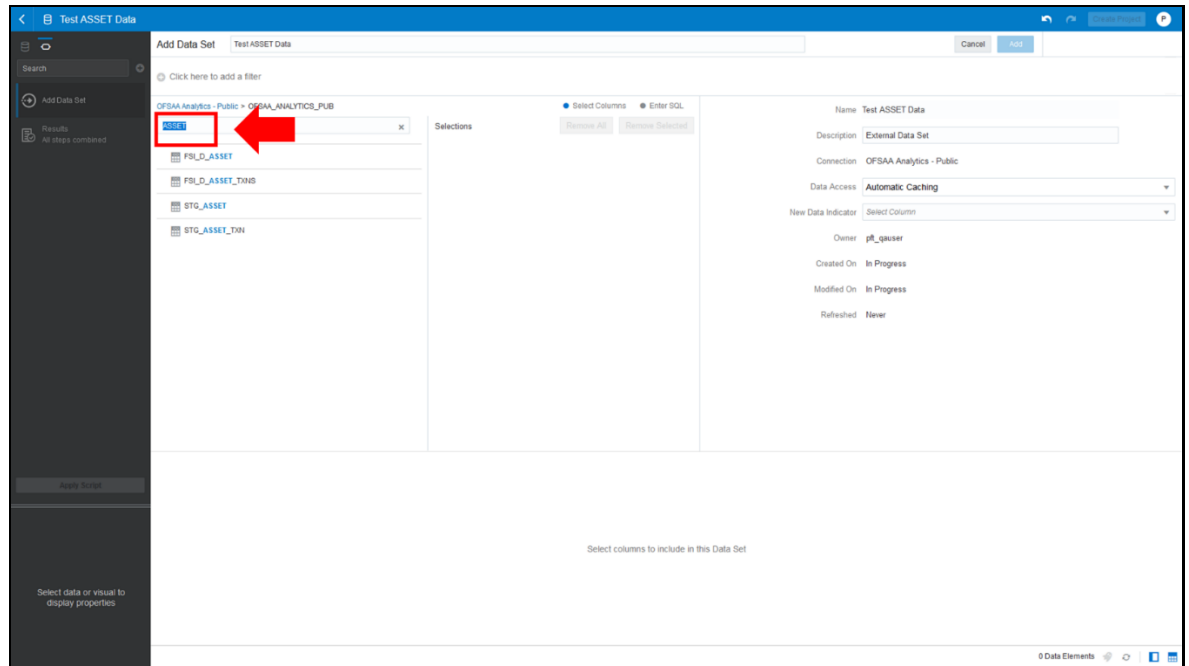 Test ASSET Data
Create Project
P
Search
Add Data Set
Results
All steps combined
Apply Script
Select data or visual to
display properties
Add Data Set
Test ASSET Data
Cancel
Add
Click here to add a filter
OFSAA Analytics - Public > OFSAA_ANALYTICS_PUB
Select Columns
Enter SQL
ASSET
Selections
Remove All
Remove Selected
FSI_D_ASSET
FSI_D_ASSET_TXNS
STG_ASSET
STG_ASSET_TXN
Name Test ASSET Data
Description External Data Set
Connection OFSAA Analytics - Public
Data Access Automatic Caching
New Data Indicator Select Column
Owner pft_qauser
Created On In Progress
Modified On In Progress
Refreshed Never
Select columns to include in this Data Set
0 Data Elements